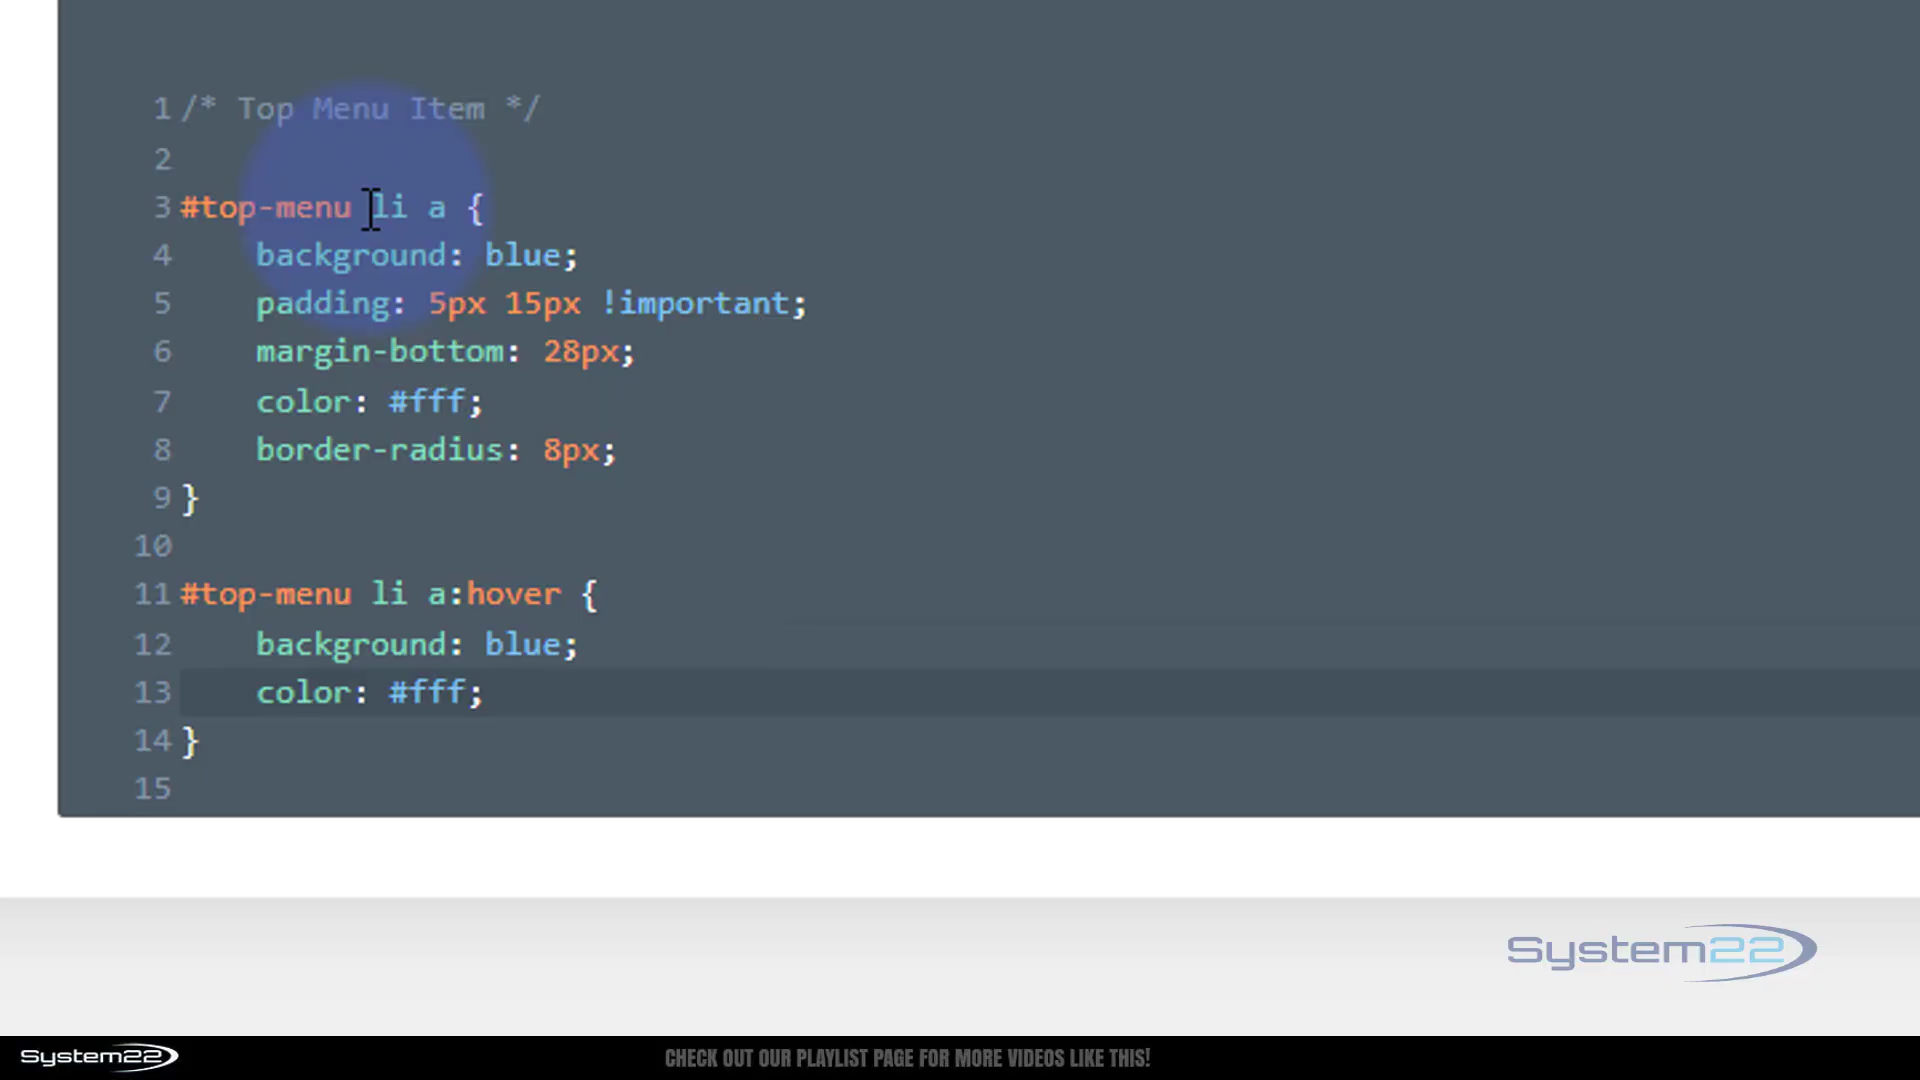 1 /* Top Menu Item */
2
3 #top-menu li a {
4 background: blue;
5 padding: 5px 15px !important;
6 margin-bottom: 28px;
7 color: #fff;
8 border-radius: 8px;
9 }
10
11 #top-menu li a:hover {
12 background: blue;
13 color: #fff;
14 }
15
System22
System22
CHECK OUT OUR PLAYLIST PAGE FOR MORE VIDEOS LIKE THIS!